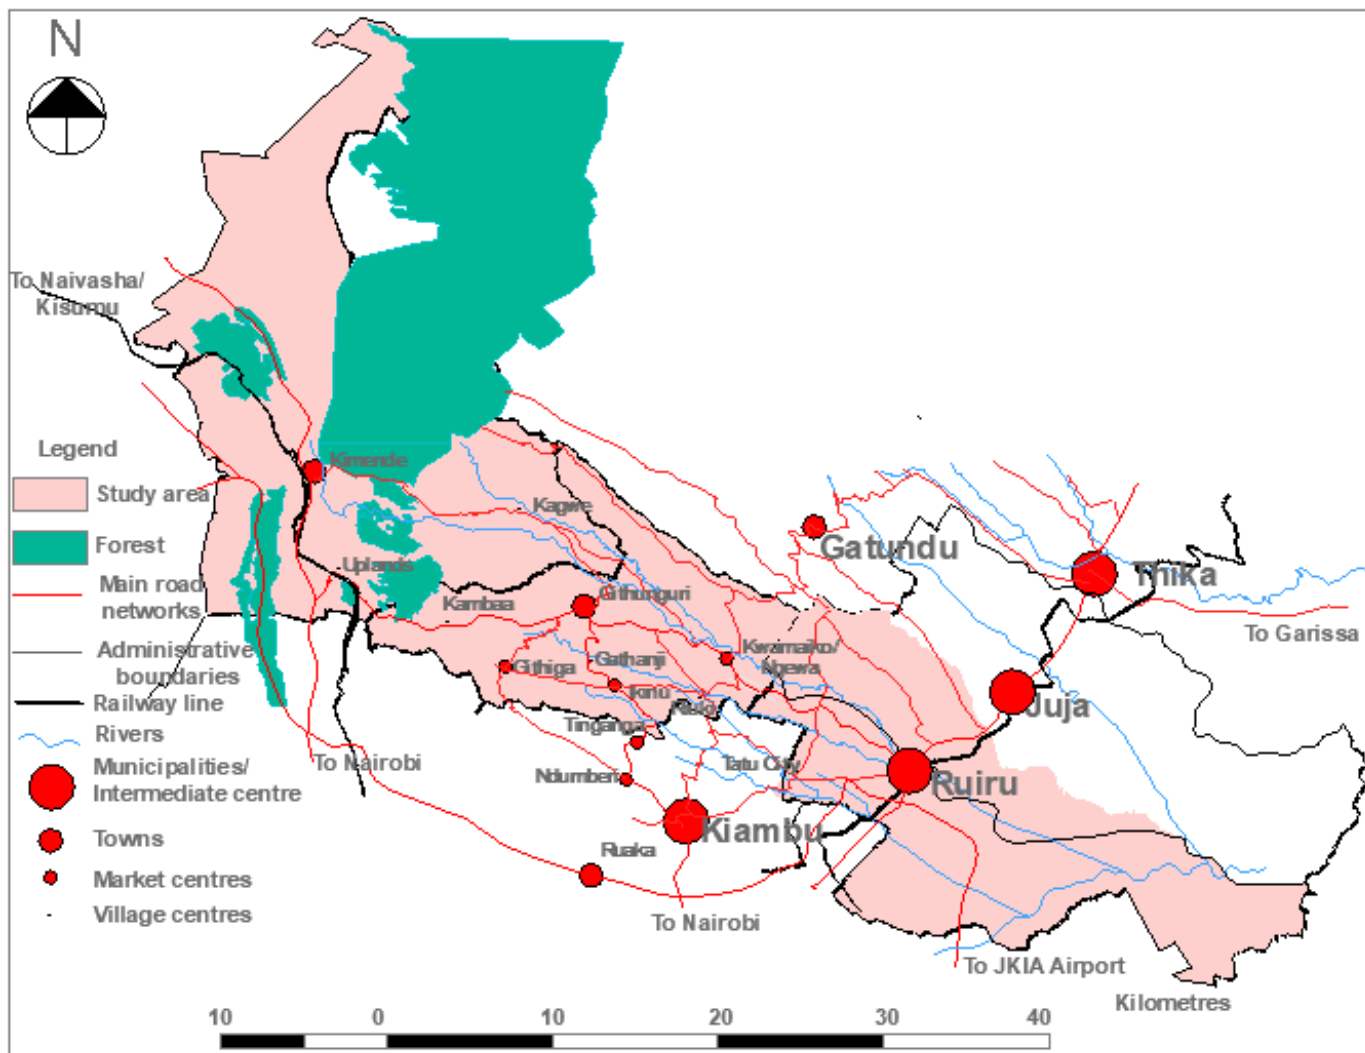 N
To Naivasha/
Kisumu
Legend
Study area
Forest
Main road
networks
Administrative
boundaries
Railway line
Rivers
Municipalities/
Intermediate centre
Towns
Market centres
Village centres
Kimende
Kagwe
Uplands
Kambaa
Githunguri
Gatundu
Thika
To Garissa
Githiga
Gathanji
Ikinu
Kwamaiko/
Ngewa
Juja
Tinganga
To Nairobi
Ndumberi
Tatu City
Ruiru
Kiambu
Ruaka
To Nairobi
To JKIA Airport
Kilometres
10 0 10 20 30 40